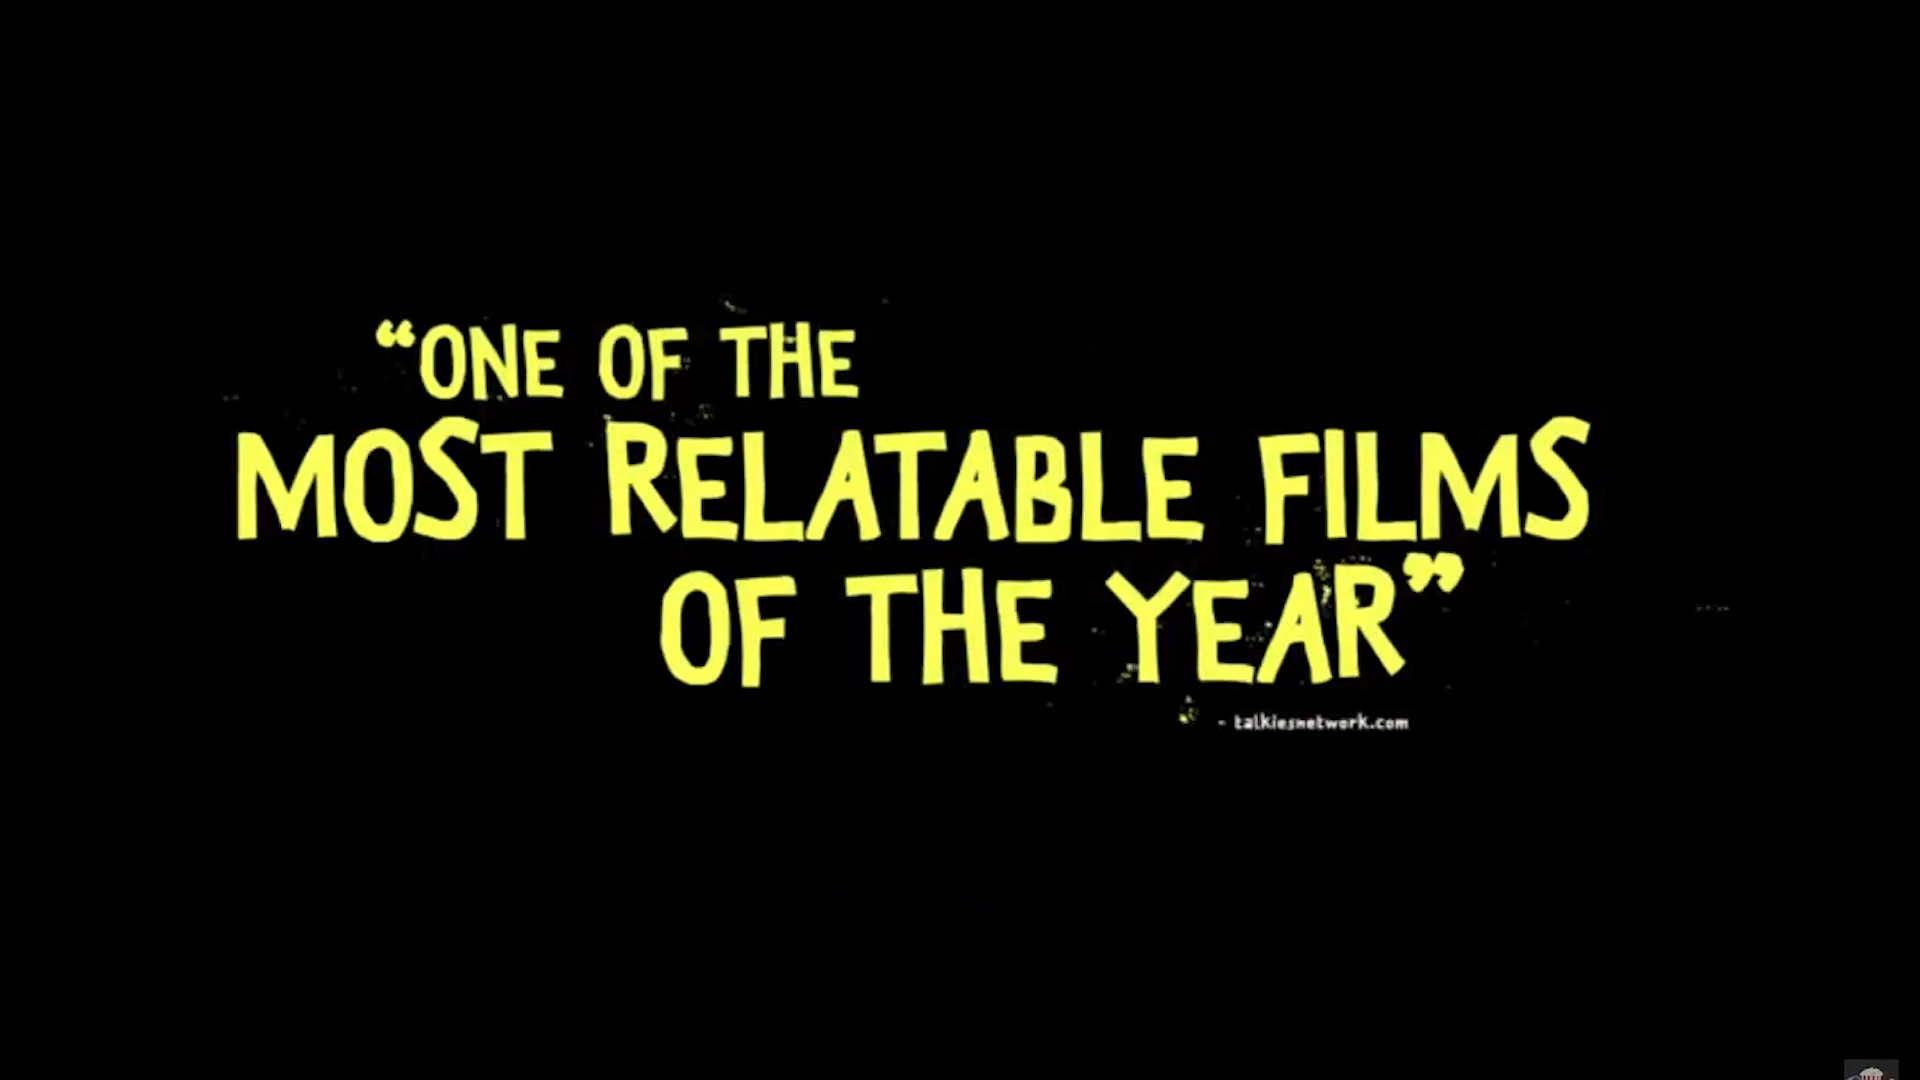 “ONE OF THE
MOST RELATABLE FILMS
OF THE YEAR”
- talkiesnetwork.com